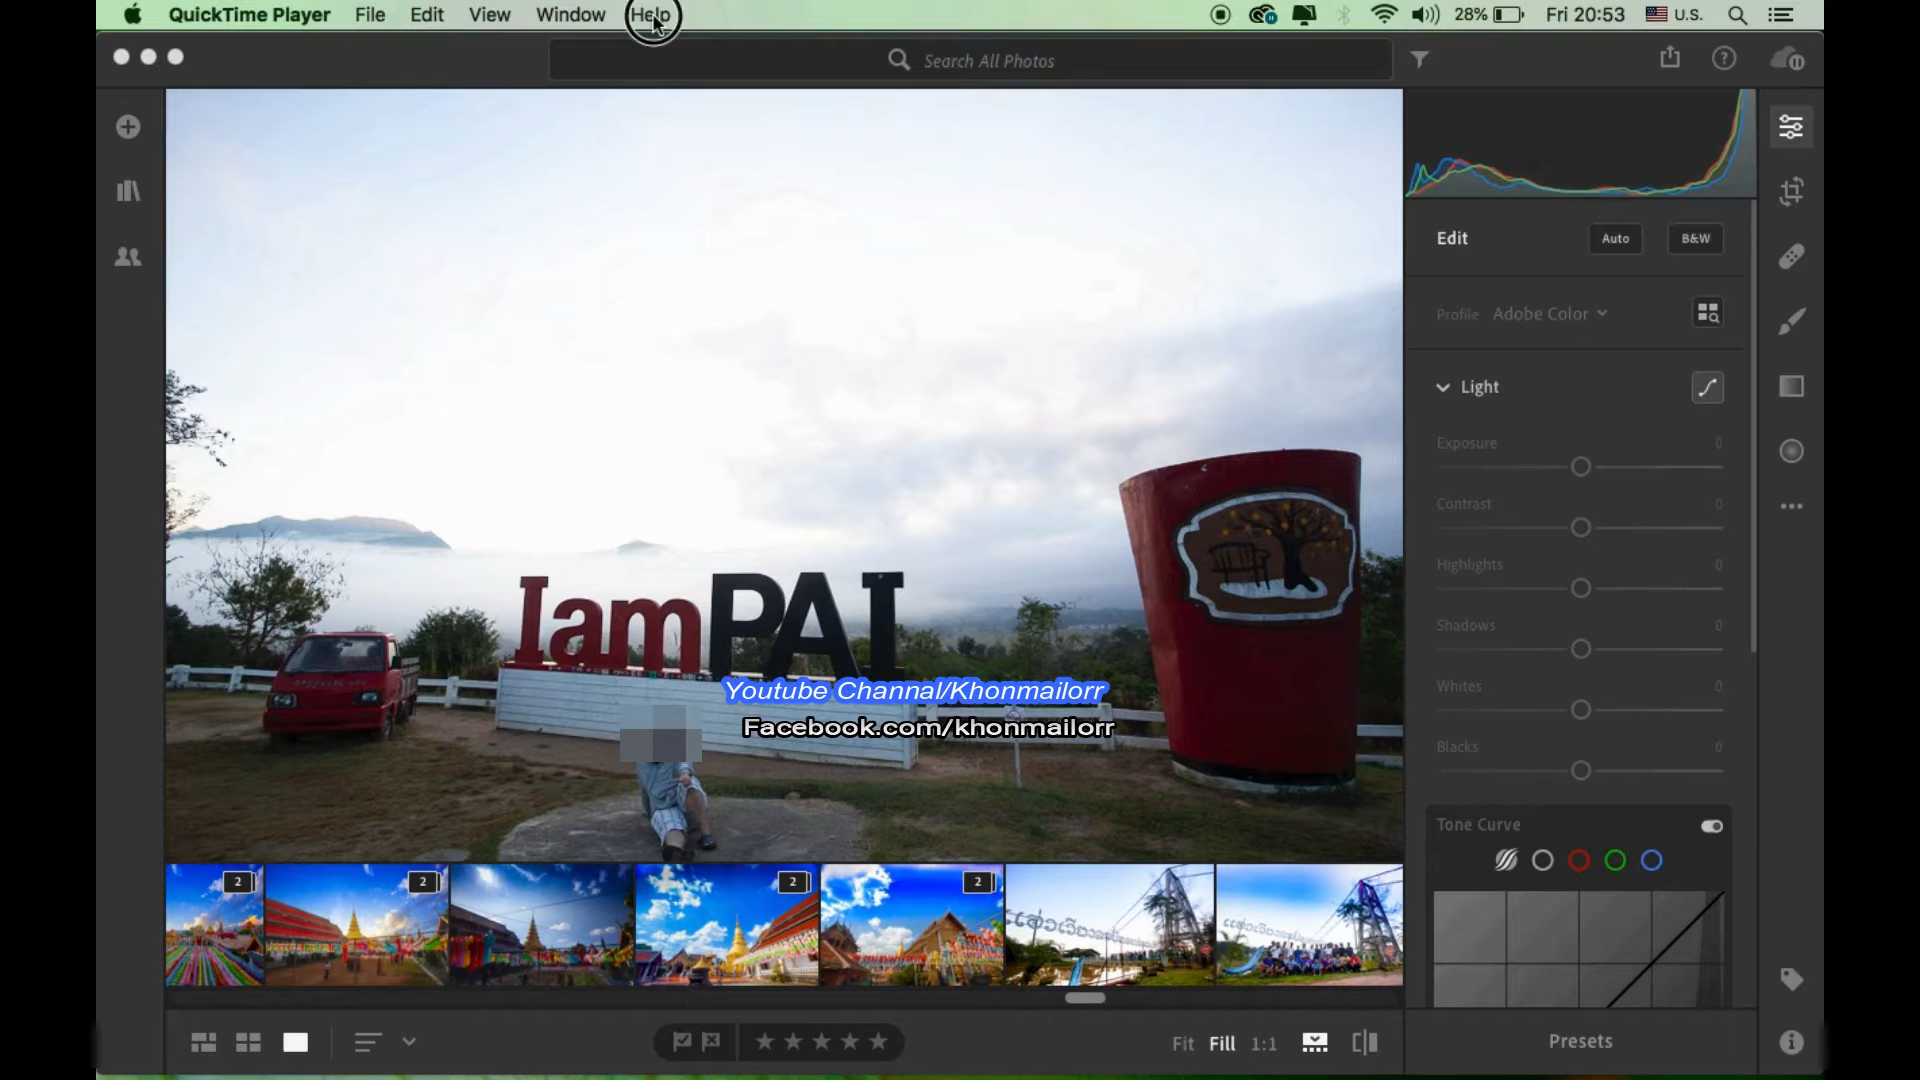 QuickTime Player File Edit View Window Help 28% Fri 20:53 U.S.
Search All Photos
Edit Auto B&W
Profile Adobe Color
Light
Exposure 0
Contrast 0
Highlights 0
Shadows 0
Whites 0
Blacks 0
IamPAI
Youtube Channal/Khonmailorr
Facebook.com/khonmailorr
Tone Curve
2 2 2 2
Fit Fill 1:1
Presets